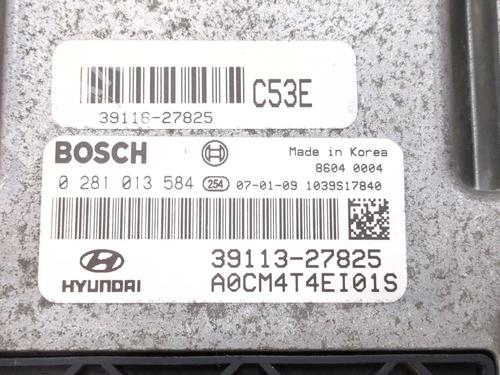 C53E
39116-27825
BOSCH
Made in Korea
8604 0004
0 281 013 584 254 07-01-09 1039S17840
39113-27825
HYUNDAI
A0CM4T4EI01S